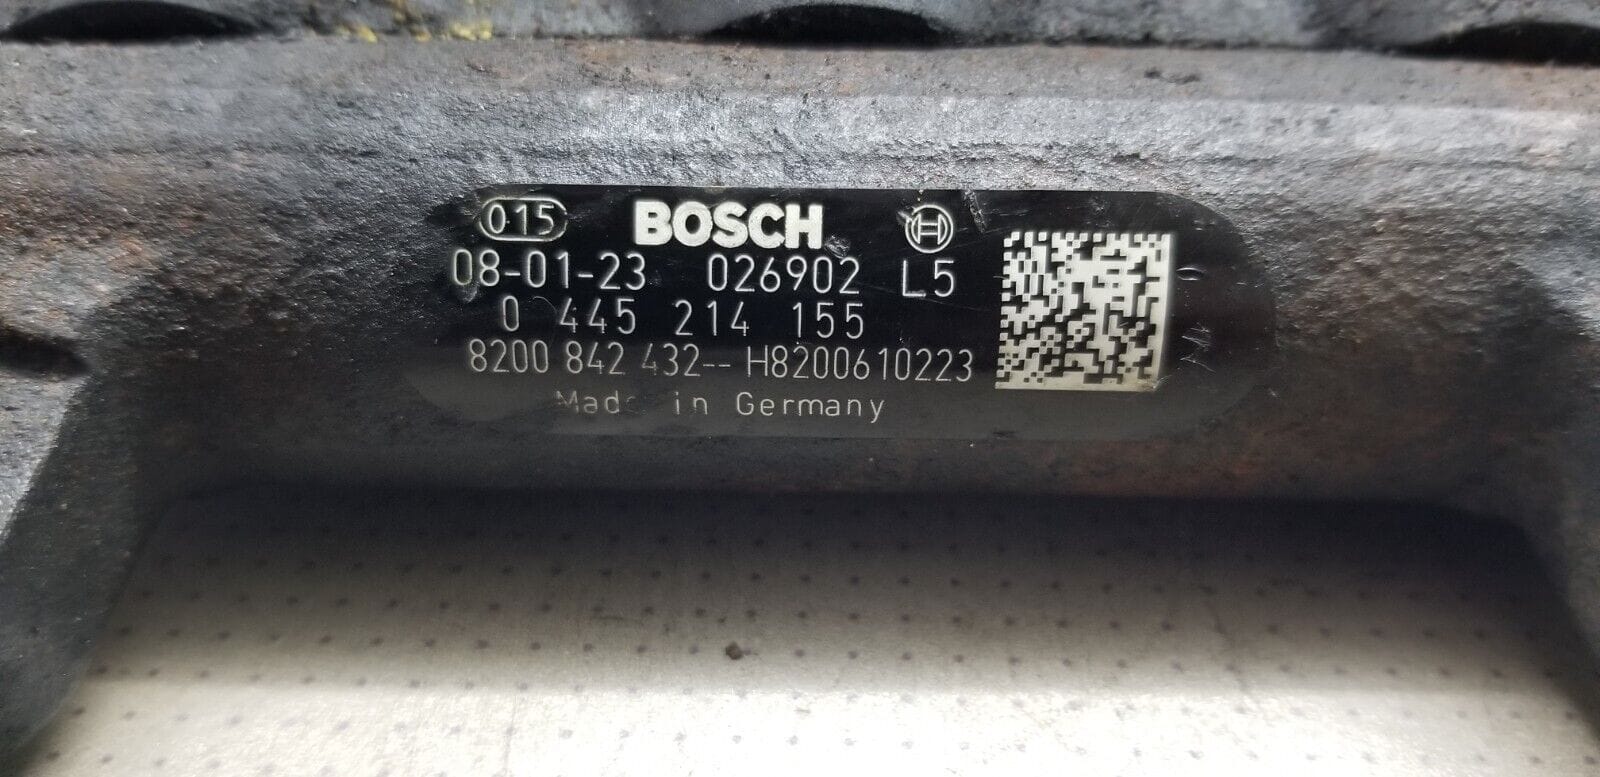 015 BOSCH
08-01-23 026902 L5
0 445 214 155
8200 842 432-- H8200610223
Made in Germany